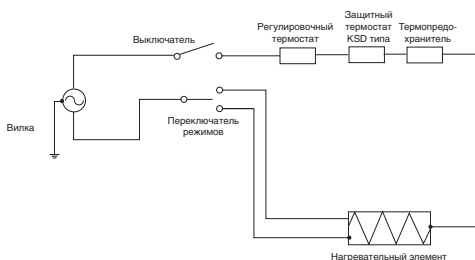 Выключатель
Регулировочный
термостат
Защитный
термостат
KSD типа
Термопредо-
хранитель
Вилка
Переключатель
режимов
Нагревательный элемент